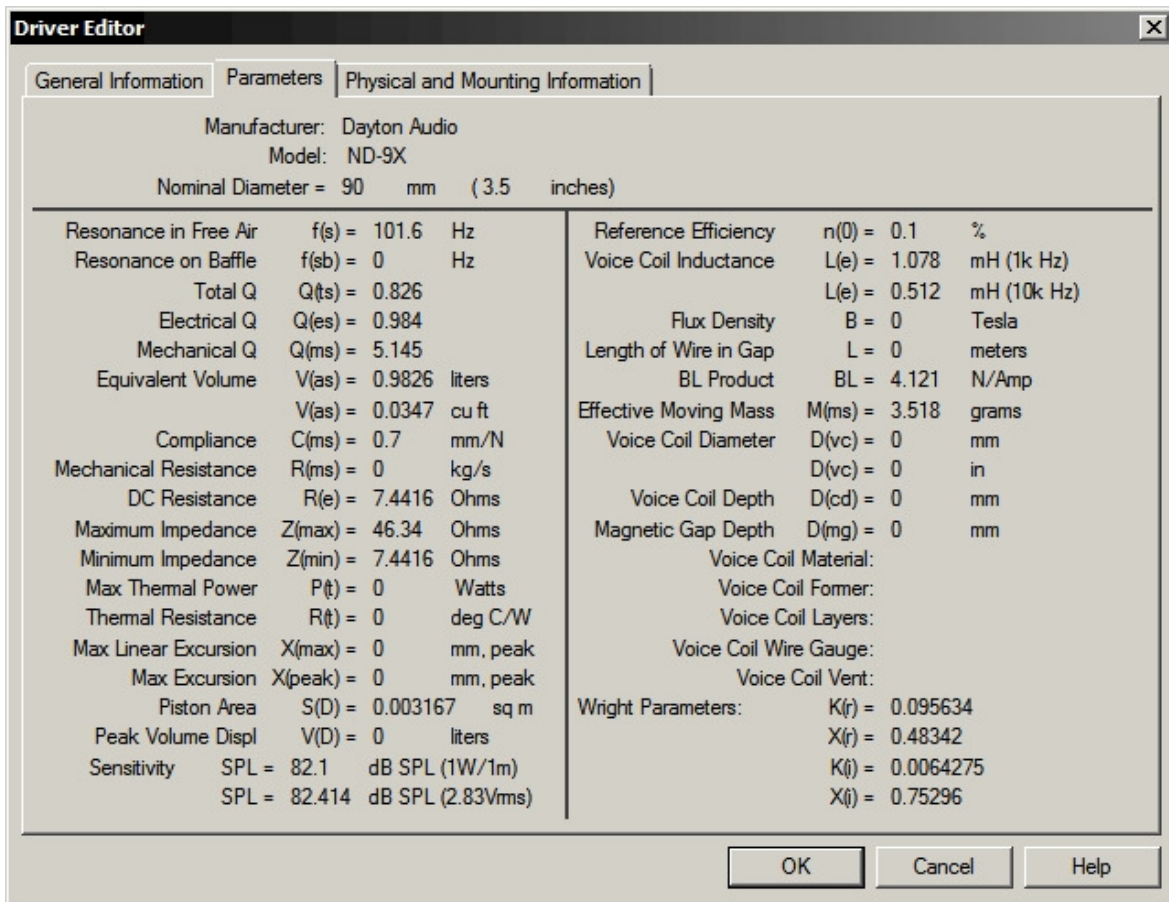 Driver Editor
General Information Parameters Physical and Mounting Information
Manufacturer: Dayton Audio
Model: ND-9X
Nominal Diameter = 90 mm ( 3.5 inches)
Resonance in Free Air f(s) = 101.6 Hz
Resonance on Baffle f(sb) = 0 Hz
Total Q Q(ts) = 0.826
Electrical Q Q(es) = 0.984
Mechanical Q Q(ms) = 5.145
Equivalent Volume V(as) = 0.9826 liters
V(as) = 0.0347 cu ft
Compliance C(ms) = 0.7 mm/N
Mechanical Resistance R(ms) = 0 kg/s
DC Resistance R(e) = 7.4416 Ohms
Maximum Impedance Z(max) = 46.34 Ohms
Minimum Impedance Z(min) = 7.4416 Ohms
Max Thermal Power P(t) = 0 Watts
Thermal Resistance R(t) = 0 deg C/W
Max Linear Excursion X(max) = 0 mm, peak
Max Excursion X(peak) = 0 mm, peak
Piston Area S(D) = 0.003167 sq m
Peak Volume Displ V(D) = 0 liters
Sensitivity SPL = 82.1 dB SPL (1W/1m)
SPL = 82.414 dB SPL (2.83Vrms)
Reference Efficiency n(0) = 0.1 %
Voice Coil Inductance L(e) = 1.078 mH (1k Hz)
L(e) = 0.512 mH (10k Hz)
Flux Density B = 0 Tesla
Length of Wire in Gap L = 0 meters
BL Product BL = 4.121 N/Amp
Effective Moving Mass M(ms) = 3.518 grams
Voice Coil Diameter D(vc) = 0 mm
D(vc) = 0 in
Voice Coil Depth D(cd) = 0 mm
Magnetic Gap Depth D(mg) = 0 mm
Voice Coil Material:
Voice Coil Former:
Voice Coil Layers:
Voice Coil Wire Gauge:
Voice Coil Vent:
Wright Parameters: K(r) = 0.095634
X(r) = 0.48342
K(i) = 0.0064275
X(i) = 0.75296
OK Cancel Help